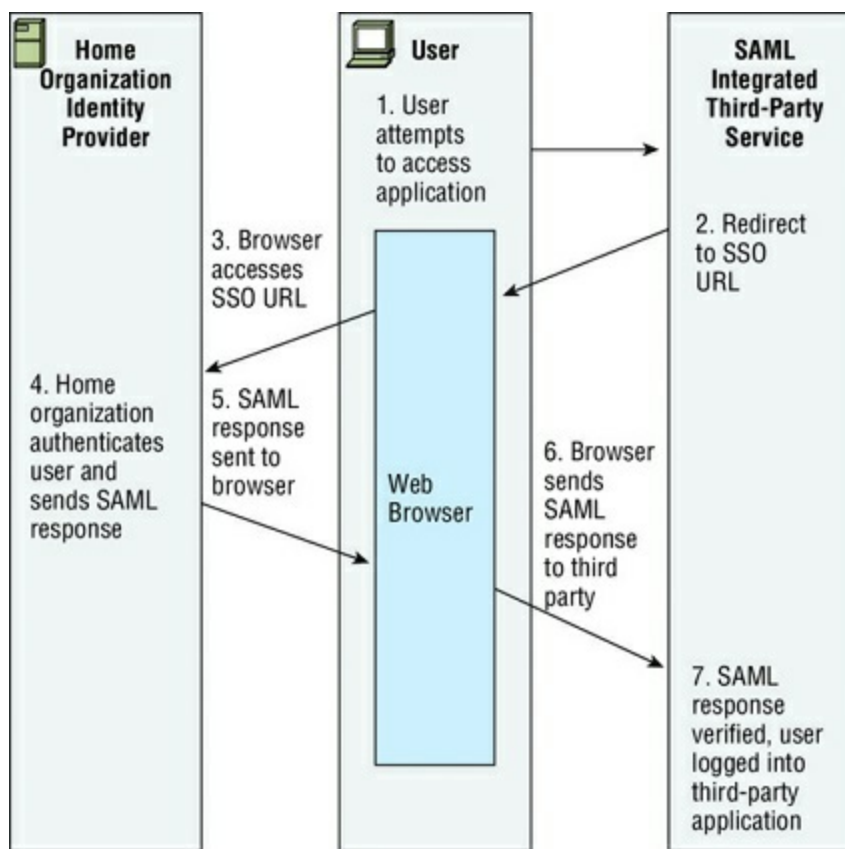 Home
Organization
Identity
Provider
User
SAML
Integrated
Third-Party
Service
1. User
attempts
to access
application
2. Redirect
to SSO
URL
3. Browser
accesses
SSO URL
4. Home
organization
authenticates
user and
sends SAML
response
5. SAML
response
sent to
browser
Web
Browser
6. Browser
sends
SAML
response
to third
party
7. SAML
response
verified, user
logged into
third-party
application